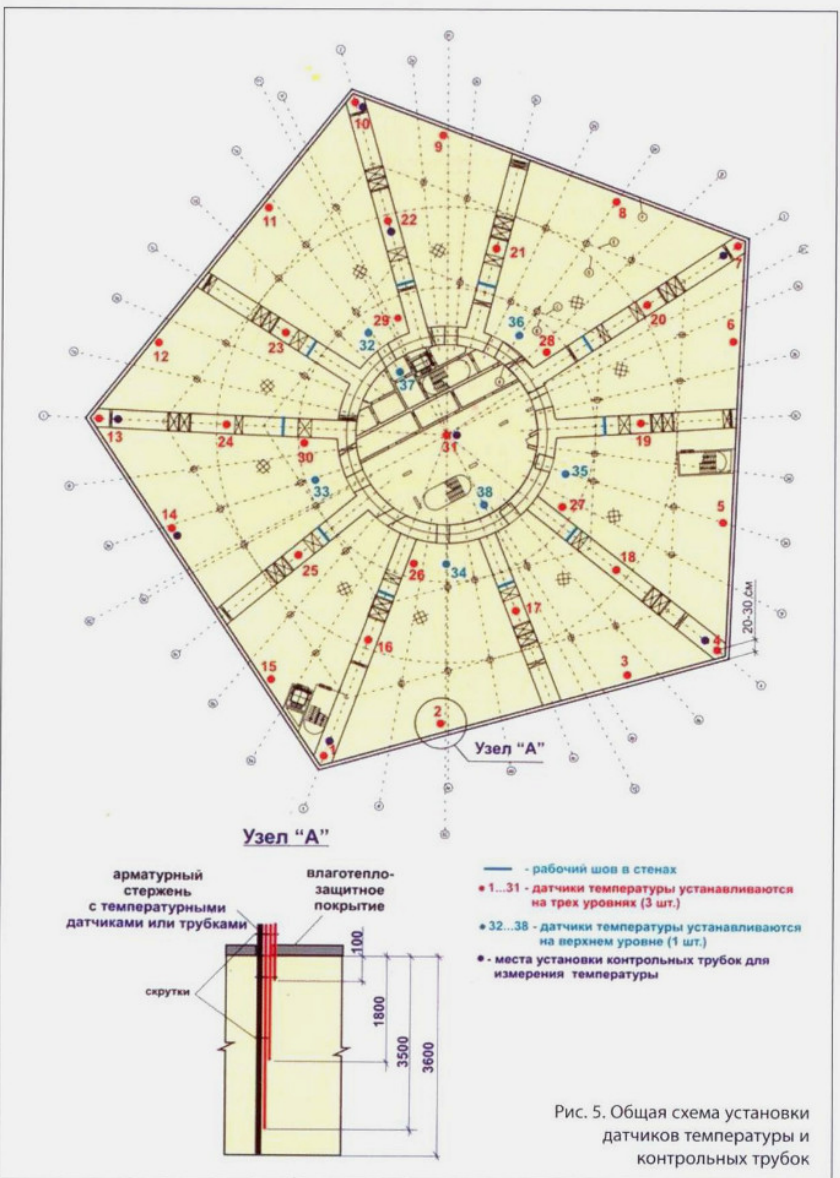 10
9
8
11
22
21
7
20
6
29
32
36
28
12
23
37
13
24
31
19
30
33
35
38
14
27
5
25
26
34
18
17
16
4
20-30 см
15
3
2
1
Узел “А”
Узел “А”
арматурный
стержень
с температурными
датчиками или трубками
влаготепло-
защитное
покрытие
скрутки
100
1800
3500
3600
- рабочий шов в стенах
1...31 - датчики температуры устанавливаются
на трех уровнях (3 шт.)
32...38 - датчики температуры устанавливаются
на верхнем уровне (1 шт.)
- места установки контрольных трубок для
измерения температуры
Рис. 5. Общая схема установки
датчиков температуры и
контрольных трубок